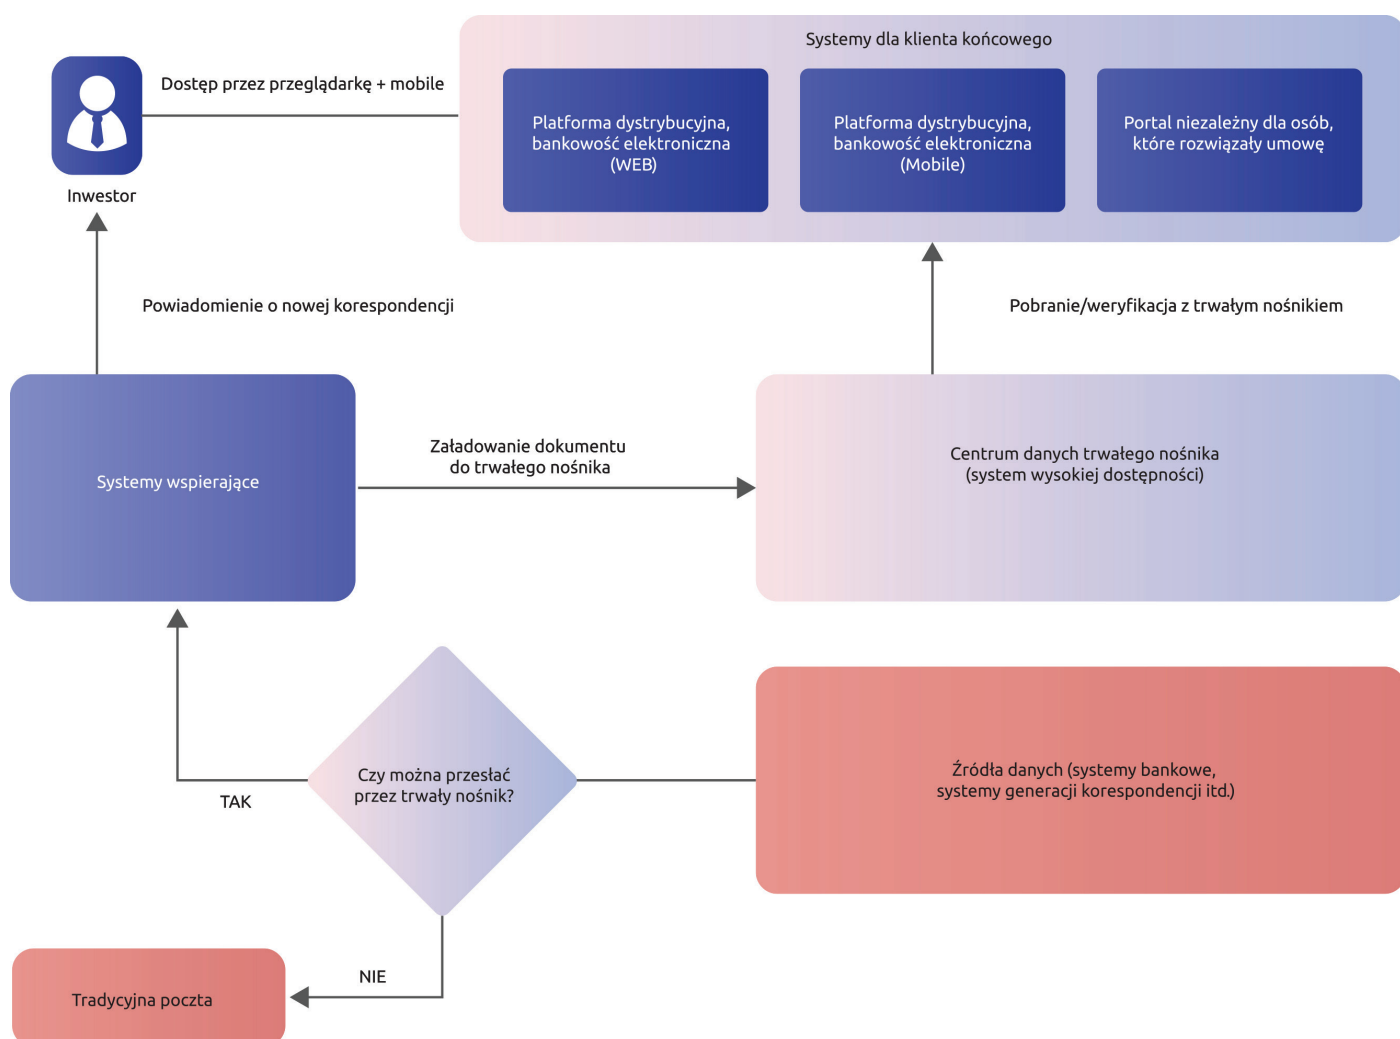 Systemy dla klienta końcowego
Dostęp przez przeglądarkę + mobile
Platforma dystrybucyjna,
bankowość elektroniczna
(WEB)
Platforma dystrybucyjna,
bankowość elektroniczna
(Mobile)
Portal niezależny dla osób,
które rozwiązały umowę
Inwestor
Powiadomienie o nowej korespondencji
Pobranie/weryfikacja z trwałym nośnikiem
Systemy wspierające
Załadowanie dokumentu
do trwałego nośnika
Centrum danych trwałego nośnika
(system wysokiej dostępności)
Czy można przesłać
przez trwały nośnik?
TAK
Źródła danych (systemy bankowe,
systemy generacji korespondencji itd.)
NIE
Tradycyjna poczta